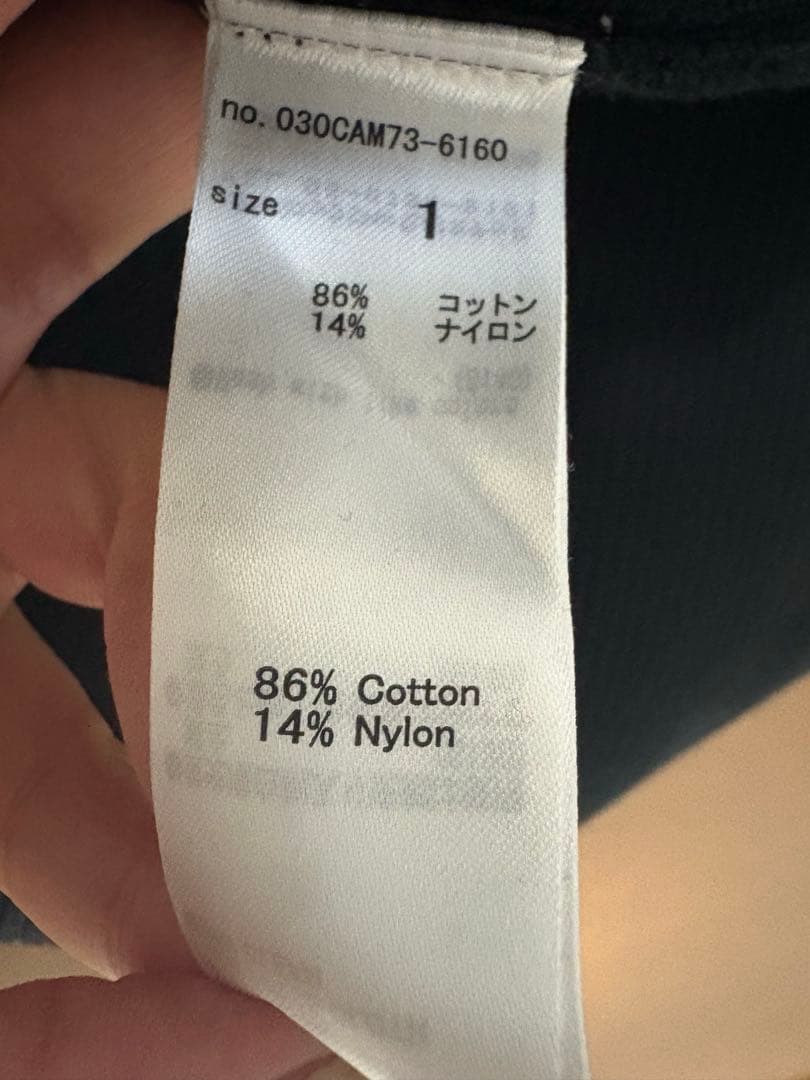 no. 030CAM73-6160
size 1
86% コットン
14% ナイロン
86% Cotton
14% Nylon